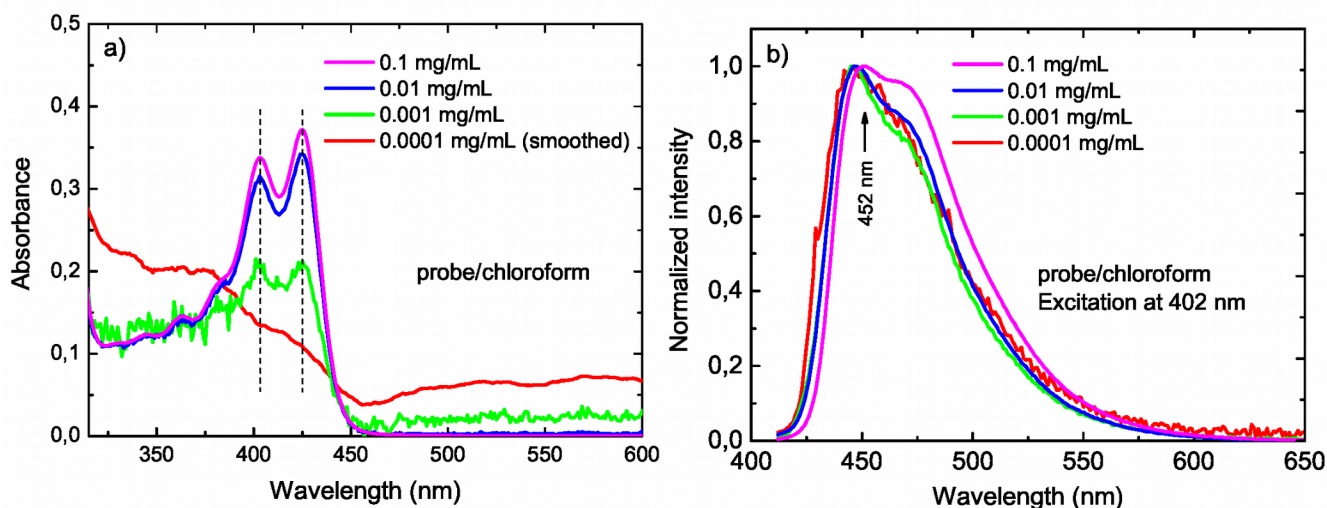 a)
0.1 mg/mL
0.01 mg/mL
0.001 mg/mL
0.0001 mg/mL (smoothed)
probe/chloroform
Absorbance
0,5
0,4
0,3
0,2
0,1
0,0
350
400
450
500
550
600
Wavelength (nm)
b)
0.1 mg/mL
0.01 mg/mL
0.001 mg/mL
0.0001 mg/mL
452 nm
probe/chloroform
Excitation at 402 nm
Normalized intensity
1,0
0,8
0,6
0,4
0,2
0,0
400
450
500
550
600
650
Wavelength (nm)